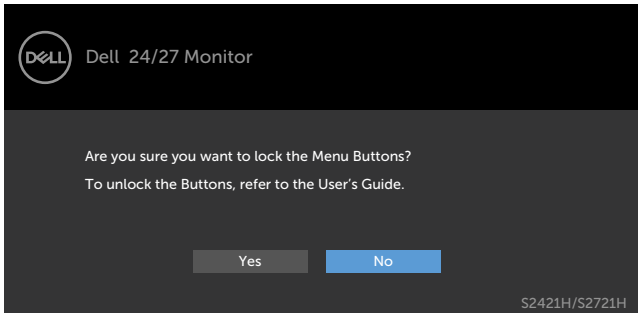 DELL
Dell 24/27 Monitor
Are you sure you want to lock the Menu Buttons?
To unlock the Buttons, refer to the User's Guide.
Yes No
S2421H/S2721H